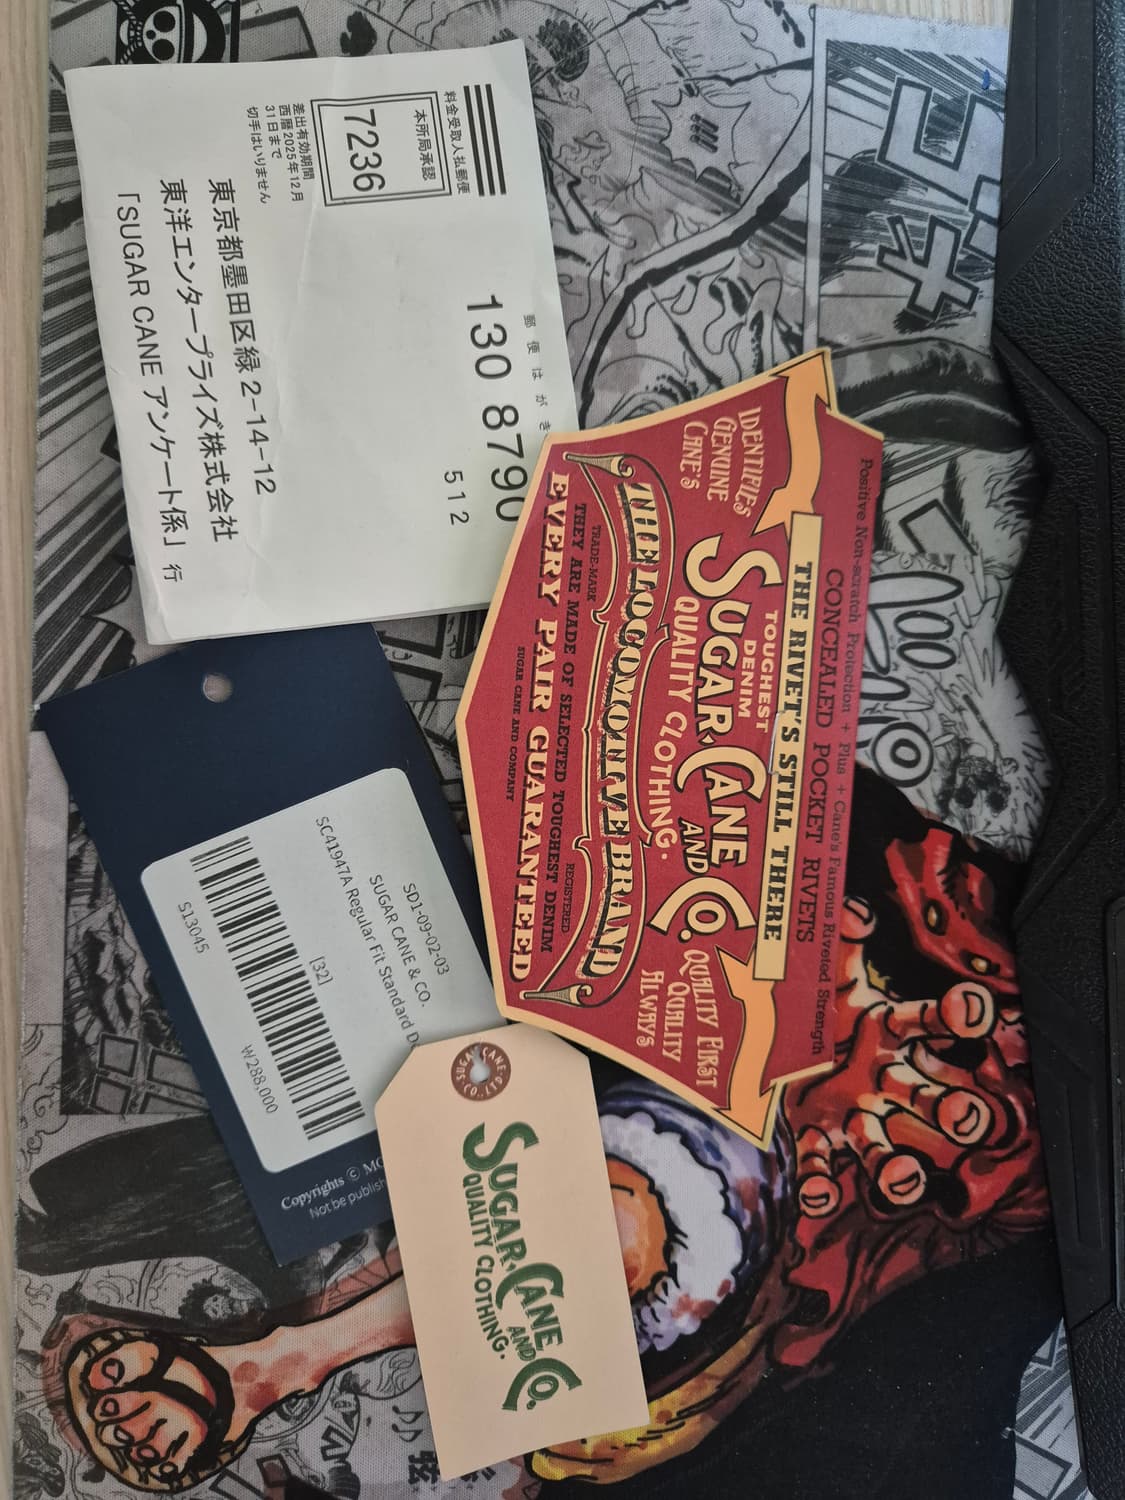 郵便はがき
130 8790
512
料金受取人払郵便
本所局承認
7236
差出有効期間
西暦2025年12月
31日まで
切手はいりません
東京都墨田区緑 2-14-12
東洋エンタープライズ株式会社
「SUGAR CANE アンケート係」 行
Positive Non-scratch Protection + Plus + Cane's Famous Riveted Strength
CONCEALED POCKET RIVETS
THE RIVET'S STILL THERE
IDENTIFIES
GENUINE
CANE'S
TOUGHEST
DENIM
SUGAR CANE AND CO.
QUALITY CLOTHING.
QUALITY FIRST
QUALITY
ALWAYS
THE LOCOMOTIVE BRAND
TRADE-MARK
REGISTERED
THEY ARE MADE OF SELECTED TOUGHEST DENIM
EVERY PAIR GUARANTEED
SUGAR CANE AND COMPANY
SD1-09-02-03
SUGAR CANE & CO.
SC41947A Regular Fit Standard D
[32]
S13045
W288,000
Copyrights © MC
Not be publish
SUGAR CANE AND CO.
QUALITY CLOTHING.